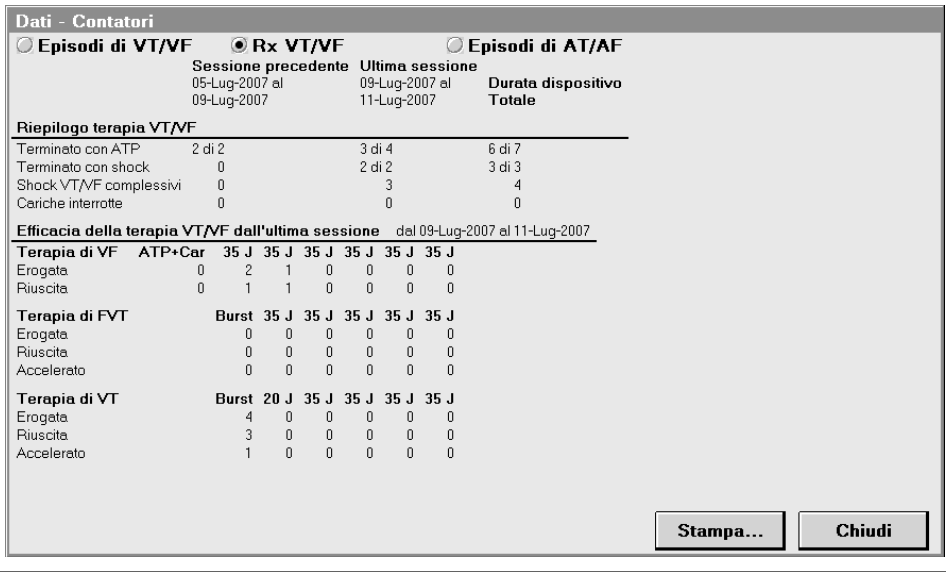 Dati - Contatori
Episodi di VT/VF Rx VT/VF Episodi di AT/AF
Sessione precedente Ultima sessione
05-Lug-2007 al 09-Lug-2007 al Durata dispositivo
09-Lug-2007 11-Lug-2007 Totale
Riepilogo terapia VT/VF
Terminato con ATP 2 di 2 3 di 4 6 di 7
Terminato con shock 0 2 di 2 3 di 3
Shock VT/VF complessivi 0 3 4
Cariche interrotte 0 0 0
Efficacia della terapia VT/VF dall'ultima sessione dal 09-Lug-2007 al 11-Lug-2007
Terapia di VF ATP+Car 35 J 35 J 35 J 35 J 35 J 35 J
Erogata 0 2 1 0 0 0 0
Riuscita 0 1 1 0 0 0 0
Terapia di FVT Burst 35 J 35 J 35 J 35 J 35 J
Erogata 0 0 0 0 0 0
Riuscita 0 0 0 0 0 0
Accelerato 0 0 0 0 0 0
Terapia di VT Burst 20 J 35 J 35 J 35 J 35 J
Erogata 4 0 0 0 0 0
Riuscita 3 0 0 0 0 0
Accelerato 1 0 0 0 0 0
Stampa... Chiudi